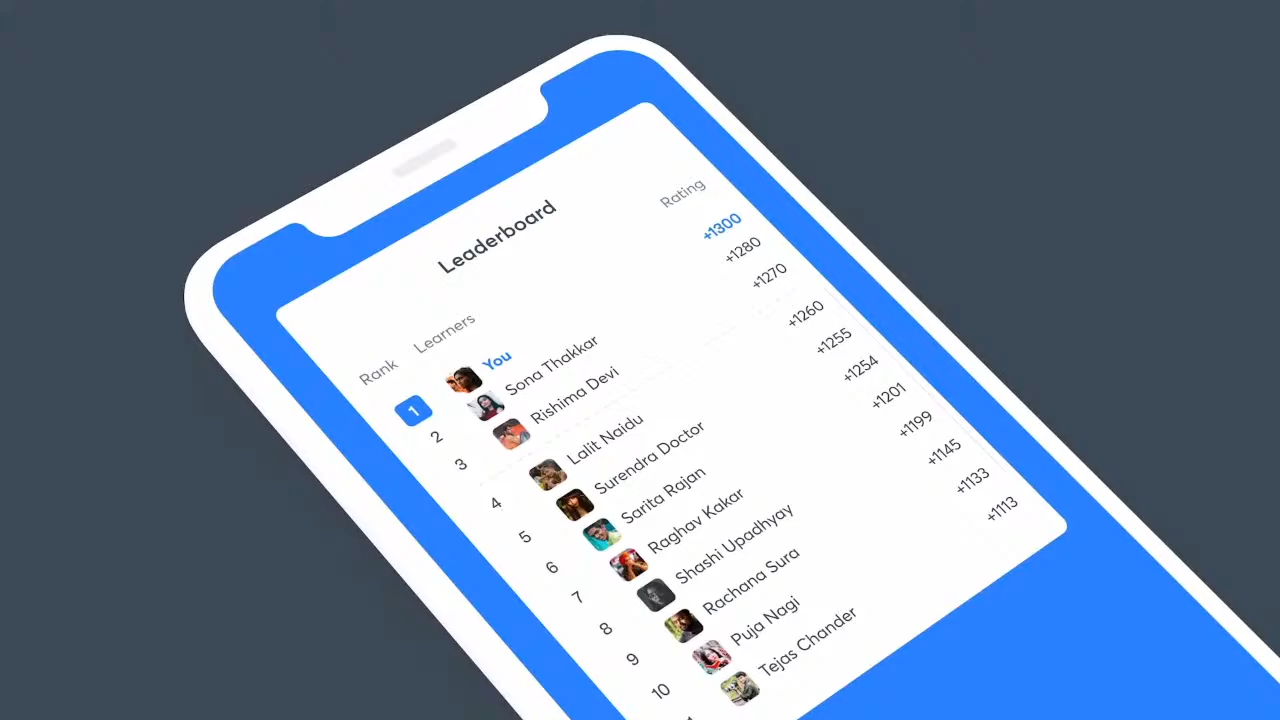 Leaderboard
Rank Learners Rating
1 You +1300
2 Sona Thakkar +1280
3 Rishima Devi +1270
4 Lalit Naidu +1260
5 Surendra Doctor +1255
6 Sarita Rajan +1254
7 Raghav Kakar +1201
8 Shashi Upadhyay +1199
9 Rachana Sura +1145
10 Puja Nagi +1133
Tejas Chander +1113